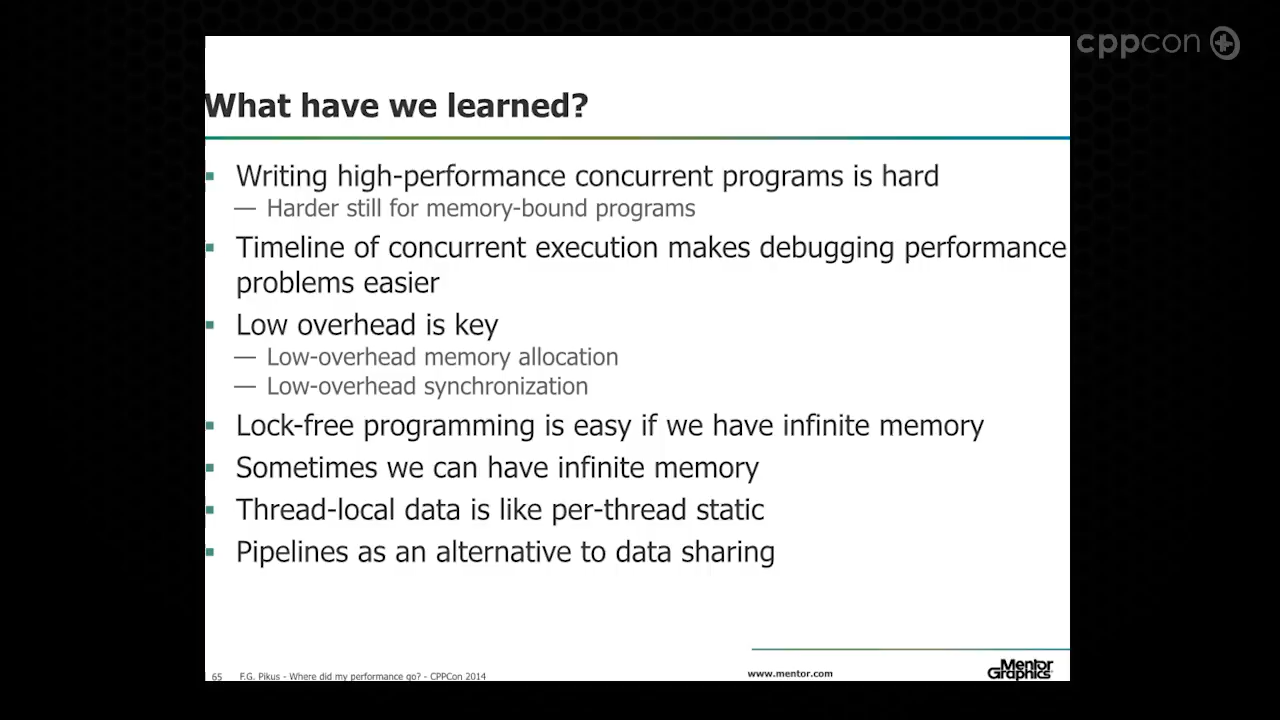 cppcon
What have we learned?
Writing high-performance concurrent programs is hard
— Harder still for memory-bound programs
Timeline of concurrent execution makes debugging performance
problems easier
Low overhead is key
— Low-overhead memory allocation
— Low-overhead synchronization
Lock-free programming is easy if we have infinite memory
Sometimes we can have infinite memory
Thread-local data is like per-thread static
Pipelines as an alternative to data sharing
65 F.G. Pikus - Where did my performance go? - CPPCon 2014
www.mentor.com
Mentor
Graphics